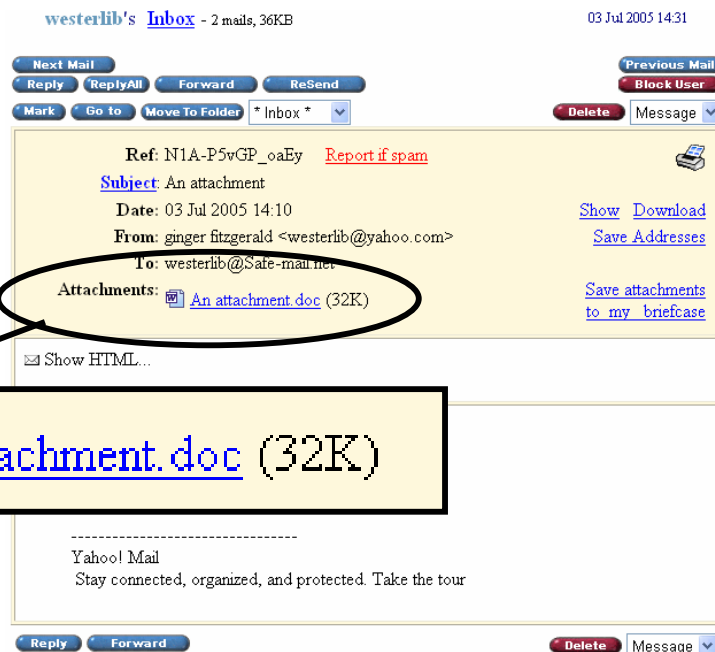 westerlib's Inbox - 2 mails, 36KB 03 Jul 2005 14:31
Next Mail Previous Mail
Reply ReplyAll Forward ReSend Block User
Mark Go to Move To Folder * Inbox * Delete Message
Ref: N1A-P5vGP_oaEy Report if spam
Subject: An attachment
Date: 03 Jul 2005 14:10 Show Download
From: ginger fitzgerald <westerlib@yahoo.com> Save Addresses
To: westerlib@Safe-mail.net
Attachments: An attachment.doc (32K) Save attachments
to my briefcase
Show HTML...
achment.doc (32K)
--------------------------------
Yahoo! Mail
Stay connected, organized, and protected. Take the tour
Reply Forward Delete Message